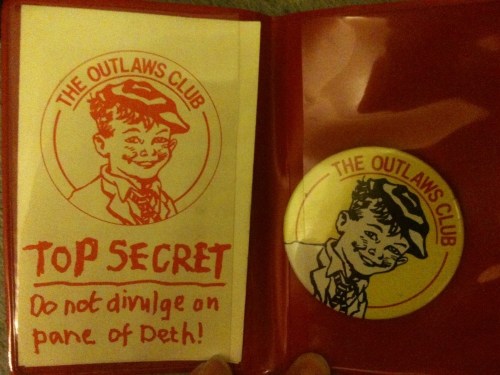 THE OUTLAWS CLUB
TOP SECRET
Do not divulge on
pane of Deth!
THE OUTLAWS CLUB